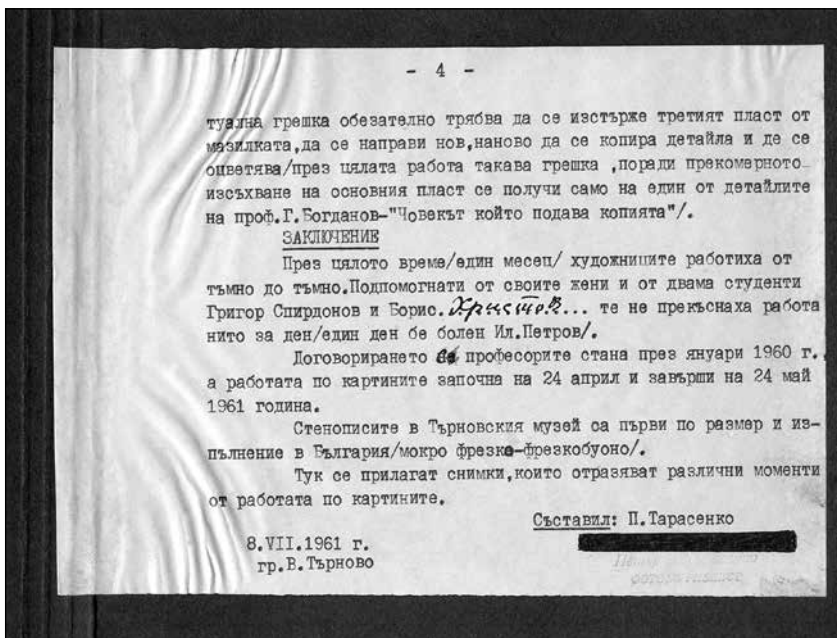 - 4 -
туална грешка обезателно трябва да се изстърже третият пласт от
мазилката,да се направи нов,наново да се копира детайла и де се
оцветява/през цялата работа такава грешка ,поради прекомерното
изсъхване на основния пласт се получи само на един от детайлите
на проф.Г.Богданов-"Човекът който подава копията"/.
ЗАКЛЮЧЕНИЕ
През цялото време/един месец/ художниците работиха от
тъмно до тъмно.Подпомогнати от своите жени и от двама студенти
Григор Спирдонов и Борис.Христов... те не прекъснаха работа
нито за ден/един ден бе болен Ил.Петров/.
Договорирането с професорите стана през януари 1960 г.,
а работата по картините започна на 24 април и завърши на 24 май
1961 година.
Стенописите в Търновския музей са първи по размер и из-
пълнение в България/мокро фрезко-фрезкобуоно/.
Тук се прилагат снимки,които отразяват различни моменти
от работата по картините.
Съставил: П.Тарасенко
8.VII.1961 г.
гр.В.Търново